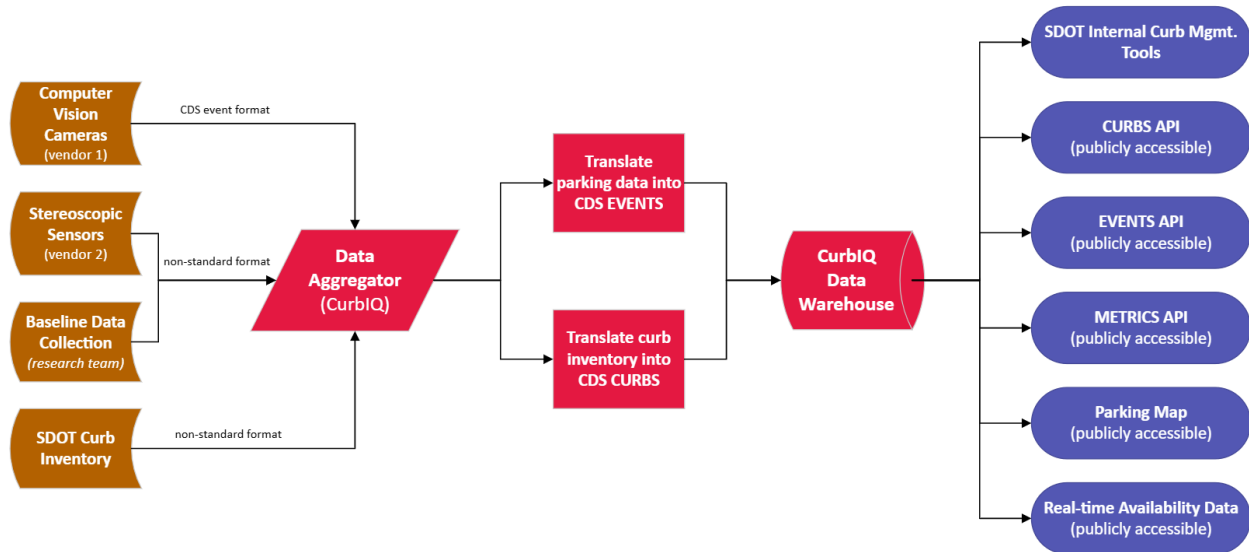 Computer
Vision
Cameras
(vendor 1)
CDS event format
Stereoscopic
Sensors
(vendor 2)
non-standard format
Baseline Data
Collection
(research team)
SDOT Curb
Inventory
non-standard format
Data
Aggregator
(CurbIQ)
Translate
parking data into
CDS EVENTS
Translate curb
inventory into
CDS CURBS
CurbIQ
Data
Warehouse
SDOT Internal Curb Mgmt.
Tools
CURBS API
(publicly accessible)
EVENTS API
(publicly accessible)
METRICS API
(publicly accessible)
Parking Map
(publicly accessible)
Real-time Availability Data
(publicly accessible)